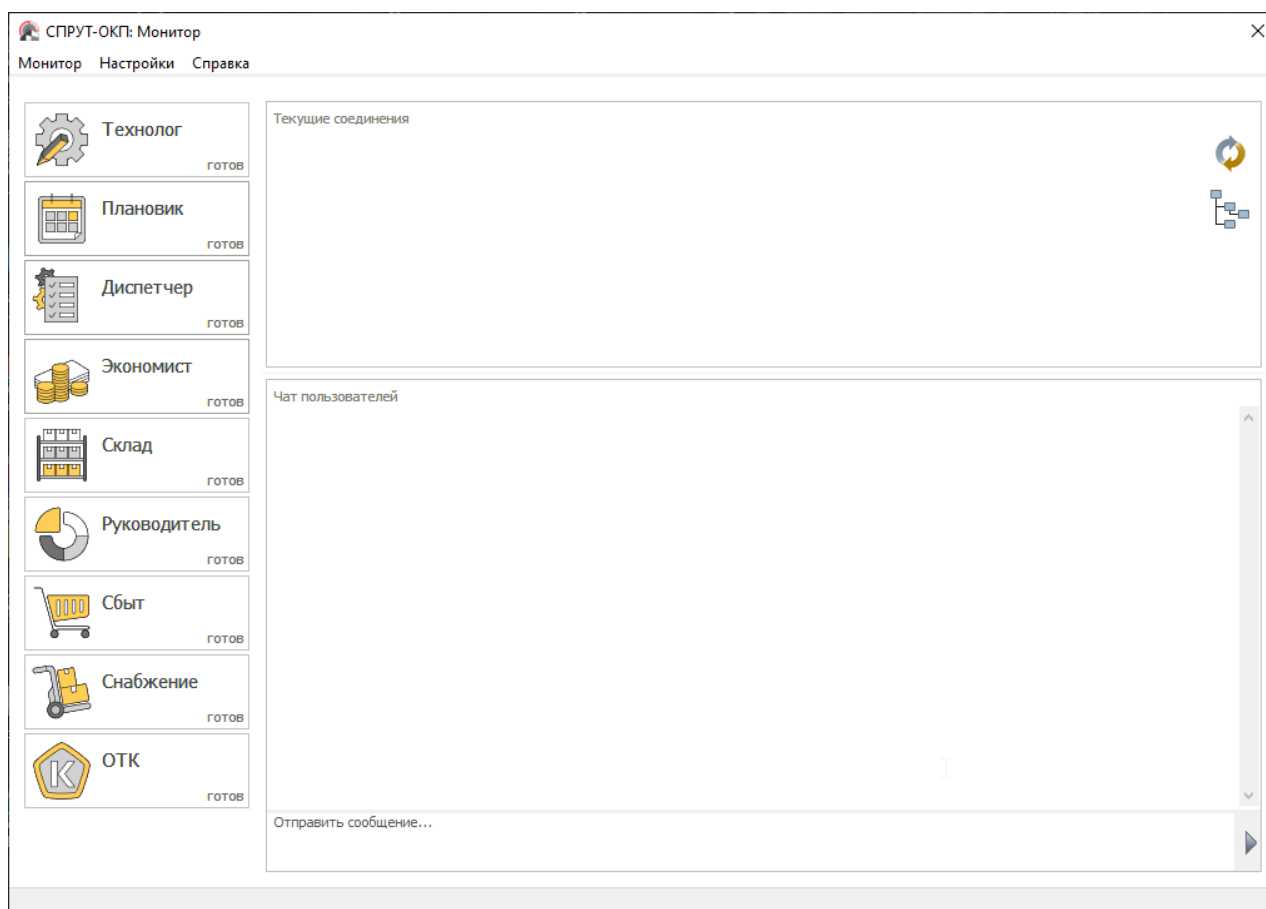 СПРУТ-ОКП: Монитор
Монитор Настройки Справка
Технолог
готов
Плановик
готов
Диспетчер
готов
Экономист
готов
Склад
готов
Руководитель
готов
Сбыт
готов
Снабжение
готов
К
ОТК
готов
Текущие соединения
Чат пользователей
Отправить сообщение...